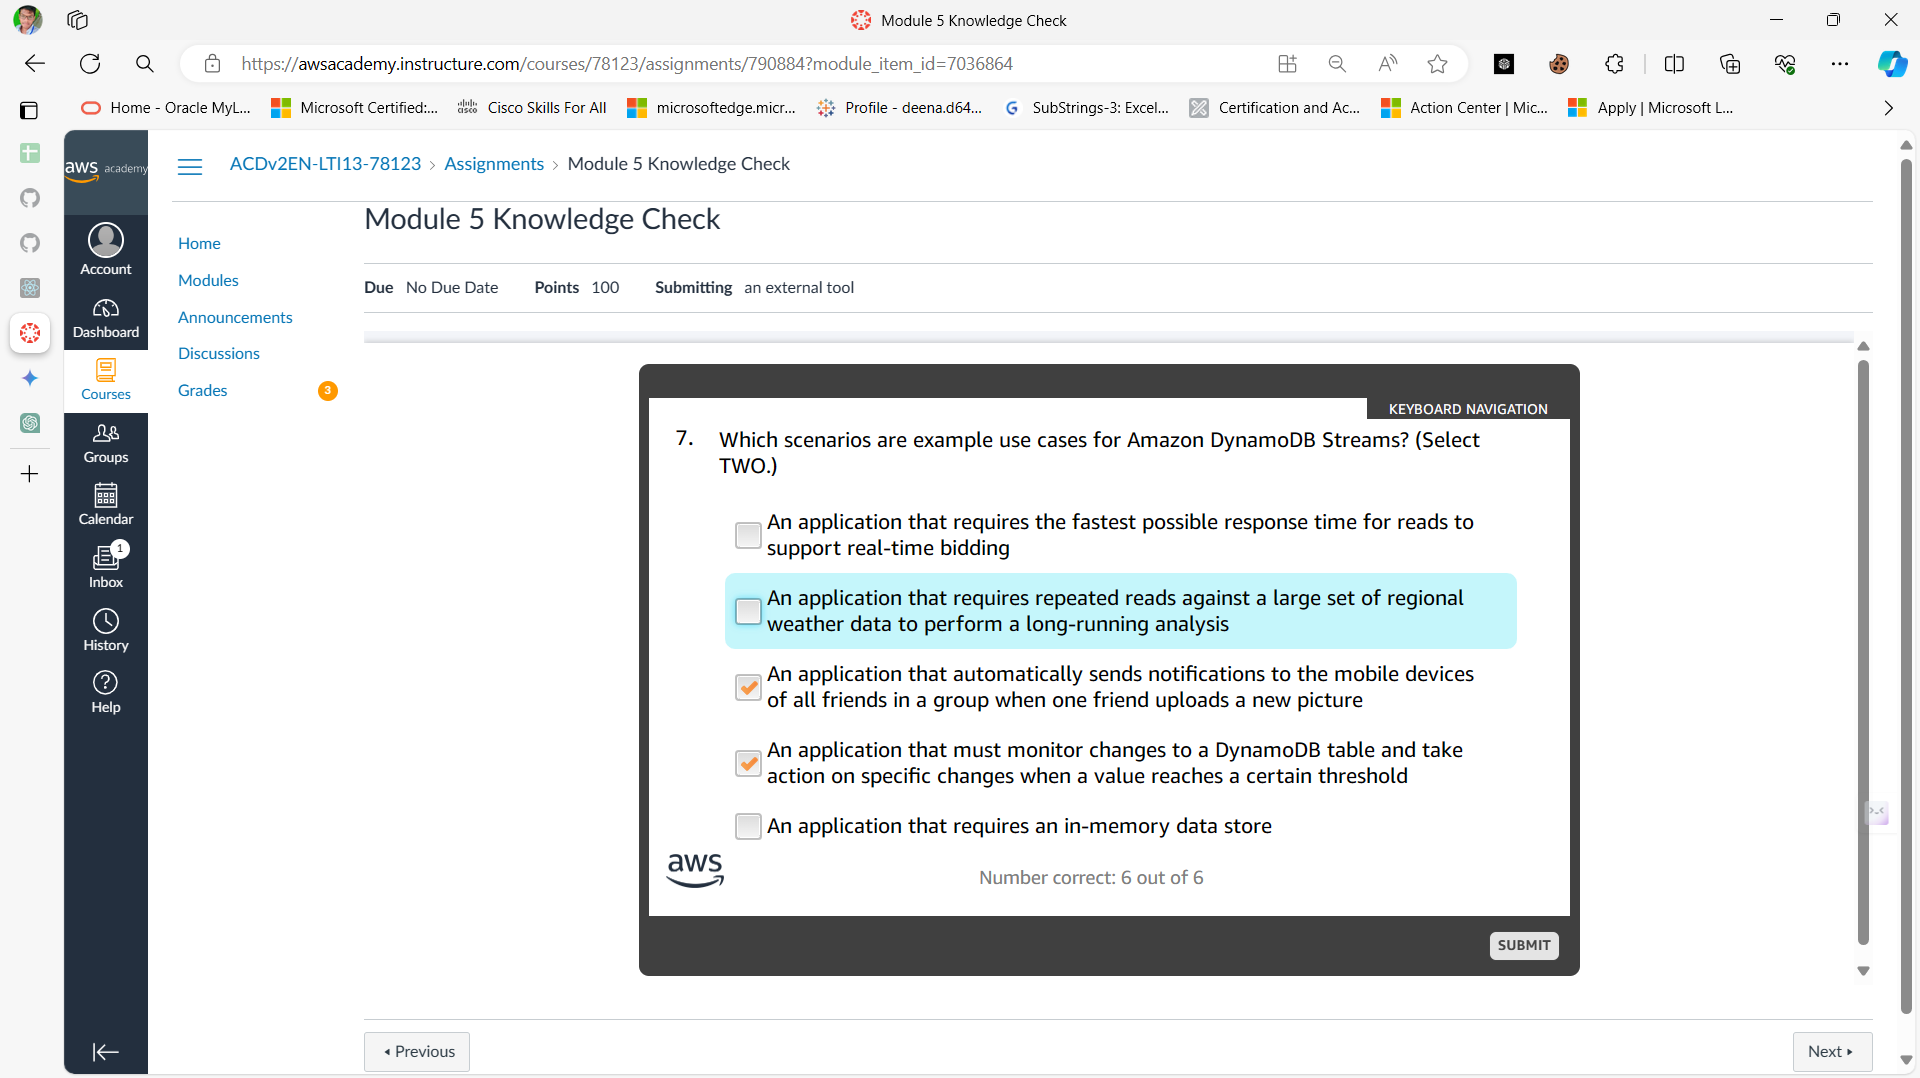 Module 5 Knowledge Check
https://awsacademy.instructure.com/courses/78123/assignments/790884?module_item_id=7036864
Home - Oracle MyL...
Microsoft Certified:...
Cisco Skills For All
microsoftedge.micr...
Profile - deena.d64...
SubStrings-3: Excel...
Certification and Ac...
Action Center | Mic...
Apply | Microsoft L...
aws academy
ACDv2EN-LTI13-78123 › Assignments › Module 5 Knowledge Check
Account
Dashboard
Courses
Groups
Calendar
1
Inbox
History
Help
Home
Modules
Announcements
Discussions
Grades 3
Module 5 Knowledge Check
Due No Due Date Points 100 Submitting an external tool
KEYBOARD NAVIGATION
7. Which scenarios are example use cases for Amazon DynamoDB Streams? (Select
TWO.)
An application that requires the fastest possible response time for reads to
support real-time bidding
An application that requires repeated reads against a large set of regional
weather data to perform a long-running analysis
An application that automatically sends notifications to the mobile devices
of all friends in a group when one friend uploads a new picture
An application that must monitor changes to a DynamoDB table and take
action on specific changes when a value reaches a certain threshold
An application that requires an in-memory data store
aws
Number correct: 6 out of 6
SUBMIT
Previous
Next